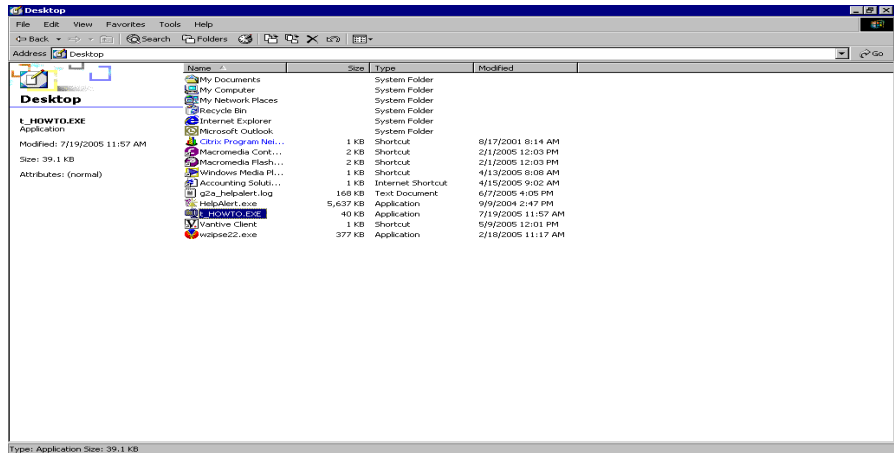 Desktop
File Edit View Favorites Tools Help
Back Search Folders
Address Desktop Go
Name Size Type Modified
Desktop
t_HOWTO.EXE
Application
Modified: 7/19/2005 11:57 AM
Size: 39.1 KB
Attributes: (normal)
My Documents System Folder
My Computer System Folder
My Network Places System Folder
Recycle Bin System Folder
Internet Explorer System Folder
Microsoft Outlook System Folder
Citrix Program Nei... 1 KB Shortcut 8/17/2001 8:14 AM
Macromedia Cont... 2 KB Shortcut 2/1/2005 12:03 PM
Macromedia Flash... 2 KB Shortcut 2/1/2005 12:03 PM
Windows Media Pl... 1 KB Shortcut 4/13/2005 8:08 AM
Accounting Soluti... 1 KB Internet Shortcut 4/15/2005 9:02 AM
g2a_helpalert.log 168 KB Text Document 6/7/2005 4:05 PM
HelpAlert.exe 5,637 KB Application 9/9/2004 2:47 PM
t_HOWTO.EXE 40 KB Application 7/19/2005 11:57 AM
Vantive Client 1 KB Shortcut 5/9/2005 12:01 PM
wzipse22.exe 377 KB Application 2/18/2005 11:17 AM
Type: Application Size: 39.1 KB